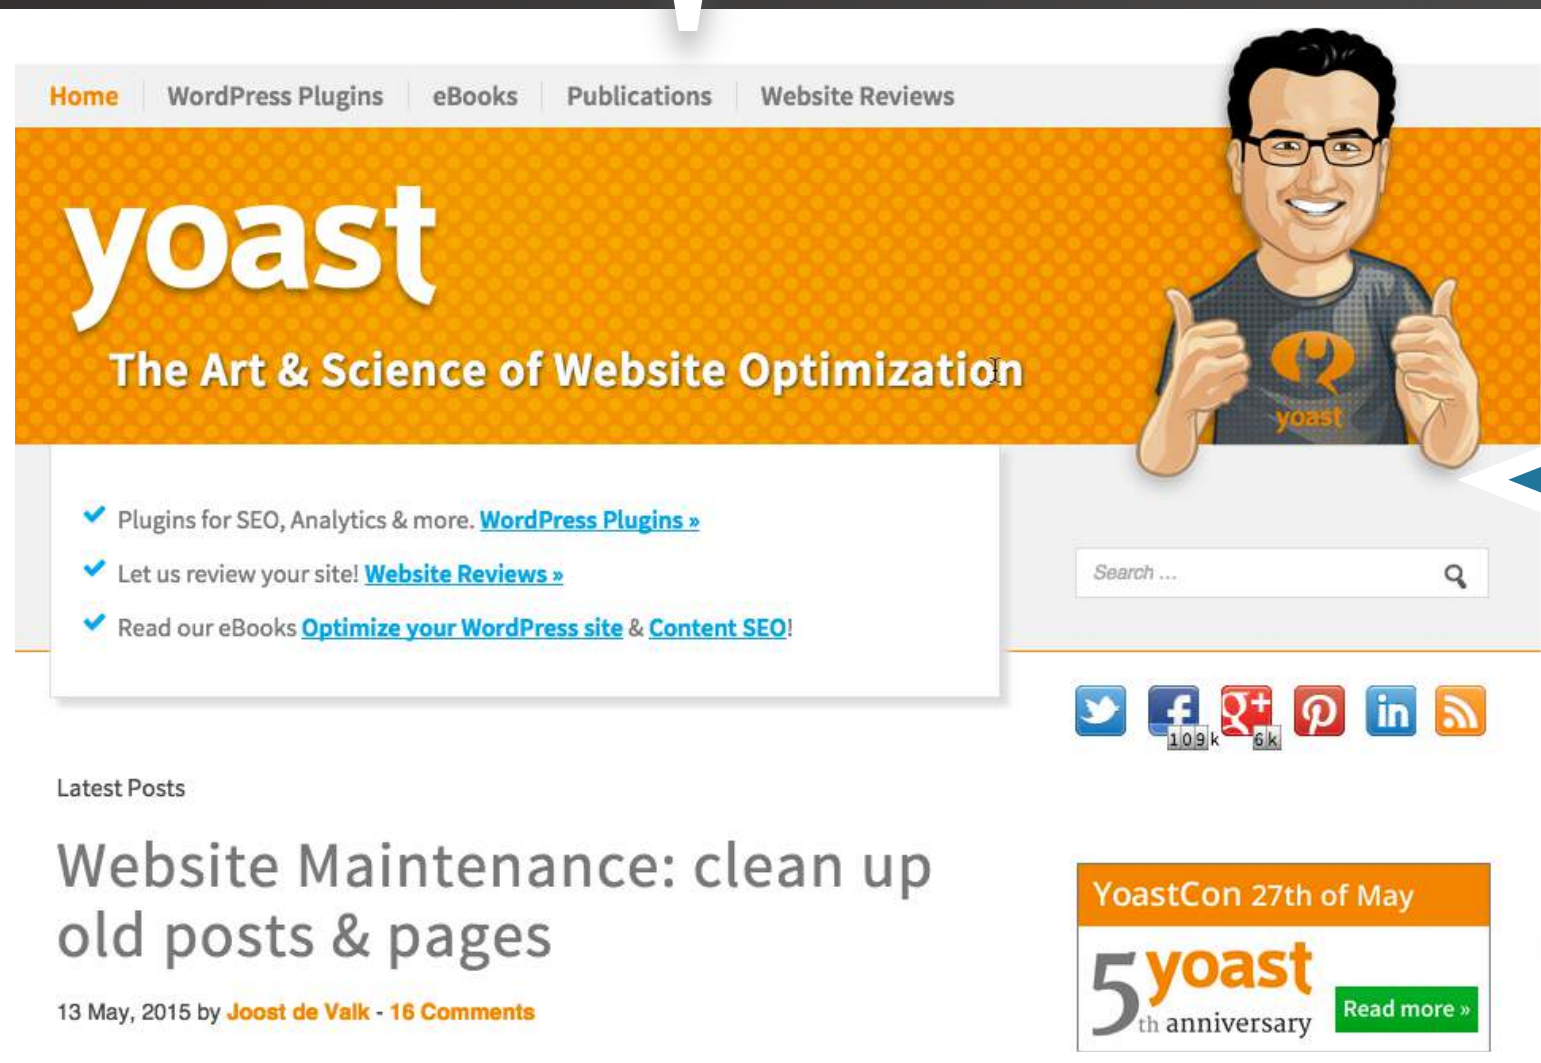 Home
WordPress Plugins
eBooks
Publications
Website Reviews
yoast
The Art & Science of Website Optimization
yoast
Plugins for SEO, Analytics & more. WordPress Plugins »
Let us review your site! Website Reviews »
Read our eBooks Optimize your WordPress site & Content SEO!
Search ...
109k
6k
Latest Posts
Website Maintenance: clean up
old posts & pages
13 May, 2015 by Joost de Valk - 16 Comments
YoastCon 27th of May
5 yoast
th anniversary
Read more »